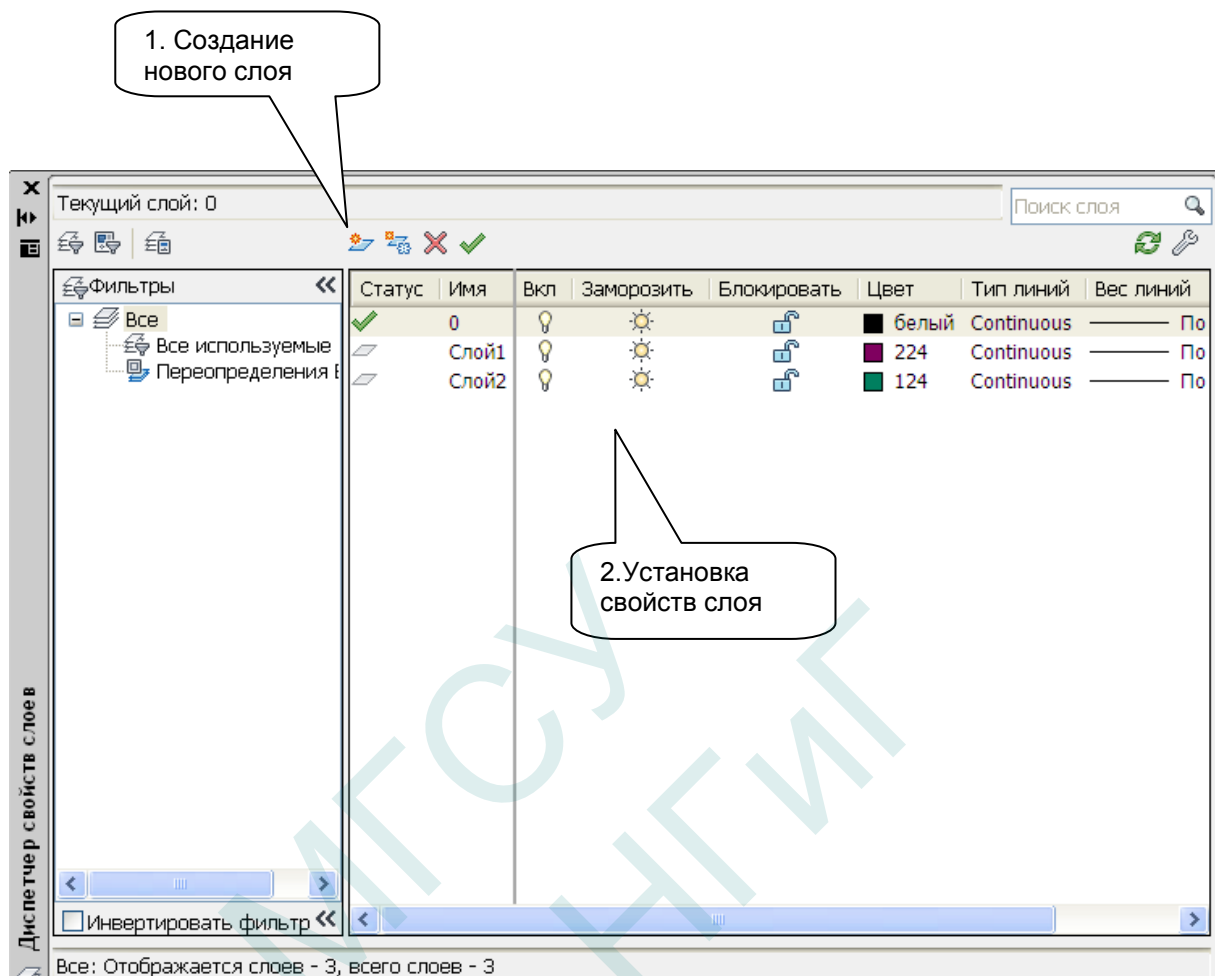 1. Создание
нового слоя
Текущий слой: 0
Поиск слоя
Фильтры
Статус Имя Вкл Заморозить Блокировать Цвет Тип линий Вес линий
Все
0 белый Continuous По
Все используемые
Слой1 224 Continuous По
Переопределения
Слой2 124 Continuous По
2.Установка
свойств слоя
Инвертировать фильтр
Диспетчер свойств слоев
Все: Отображается слоев - 3, всего слоев - 3
МГСУ
НГиГ